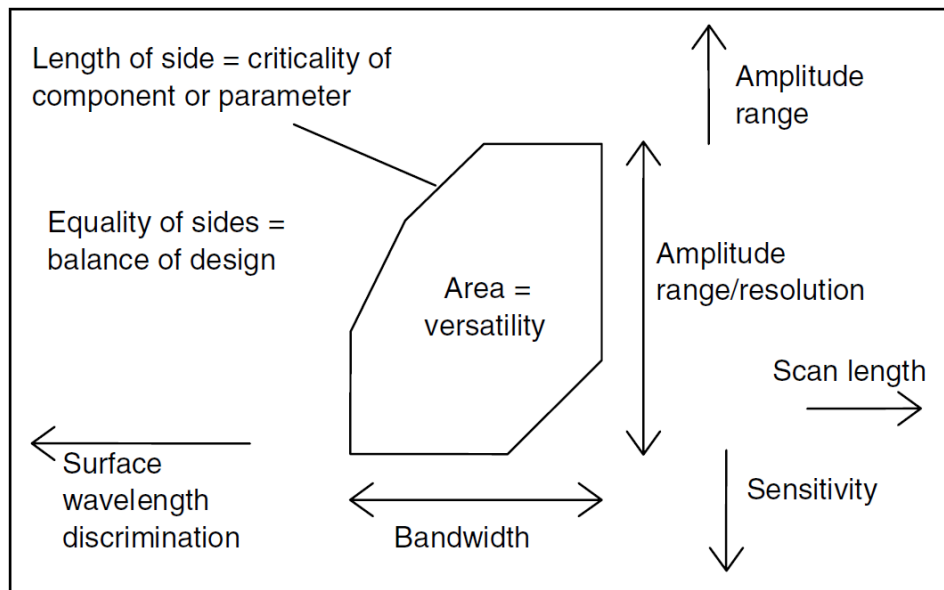 Length of side = criticality of
component or parameter
Amplitude
range
Equality of sides =
balance of design
Area =
versatility
Amplitude
range/resolution
Scan length
Surface
wavelength
discrimination
Bandwidth
Sensitivity